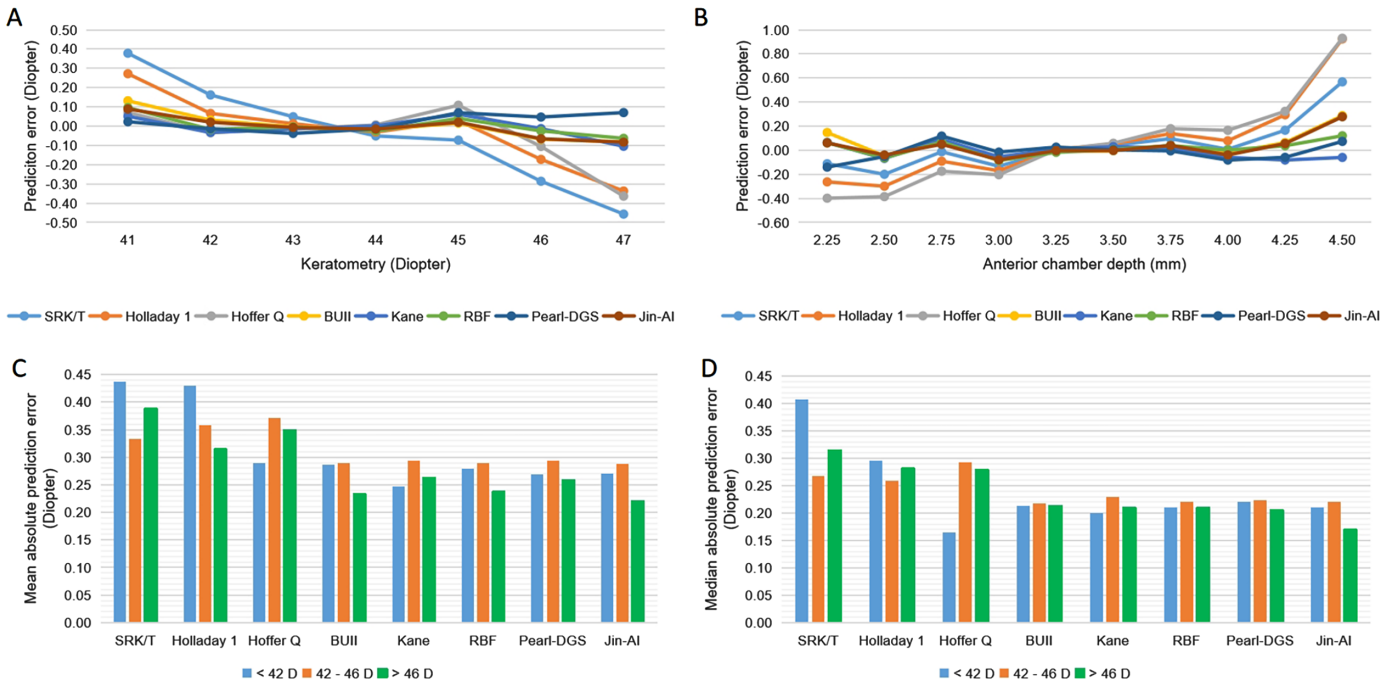 A
0.50
0.40
0.30
0.20
0.10
0.00
-0.10
-0.20
-0.30
-0.40
-0.50
Prediciton error (Diopter)
41 42 43 44 45 46 47
Keratometry (Diopter)
SRK/T Holladay 1 Hoffer Q BUII Kane RBF Pearl-DGS Jin-AI
B
1.00
0.80
0.60
0.40
0.20
0.00
-0.20
-0.40
-0.60
Prediction error (Diopter)
2.25 2.50 2.75 3.00 3.25 3.50 3.75 4.00 4.25 4.50
Anterior chamber depth (mm)
SRK/T Holladay 1 Hoffer Q BUII Kane RBF Pearl-DGS Jin-AI
C
0.45
0.40
0.35
0.30
0.25
0.20
0.15
0.10
0.05
0.00
Mean absolute prediction error
(Diopter)
SRK/T Holladay 1 Hoffer Q BUII Kane RBF Pearl-DGS Jin-AI
< 42 D 42 - 46 D > 46 D
D
0.45
0.40
0.35
0.30
0.25
0.20
0.15
0.10
0.05
0.00
Median absolute prediction error
(Diopter)
SRK/T Holladay 1 Hoffer Q BUII Kane RBF Pearl-DGS Jin-AI
< 42 D 42 - 46 D > 46 D